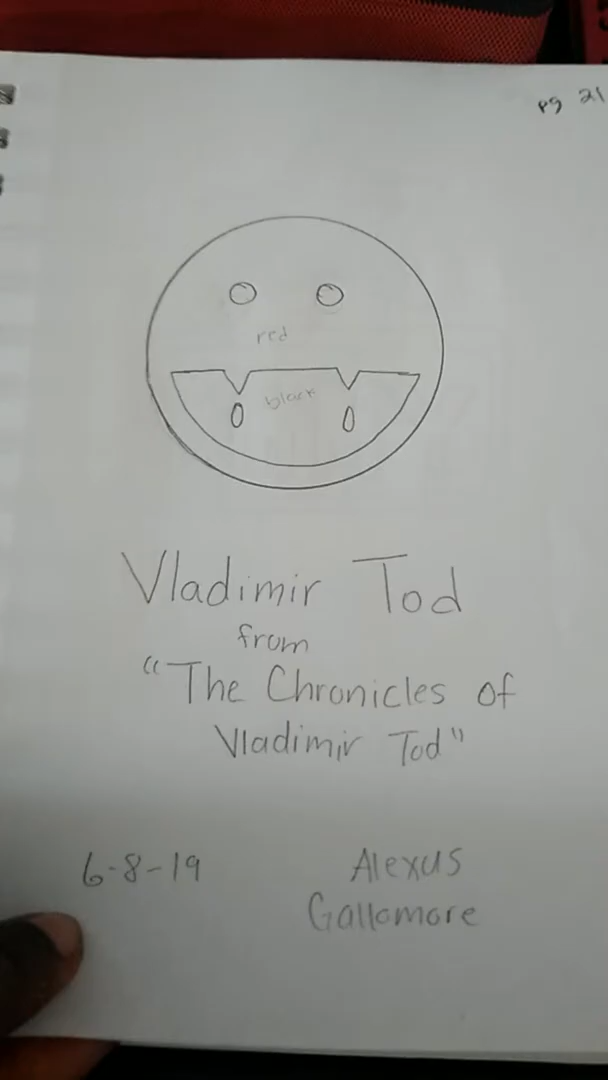 pg 21
red
black
Vladimir Tod
from
"The Chronicles of
Vladimir Tod"
6-8-19
Alexus
Gallomore